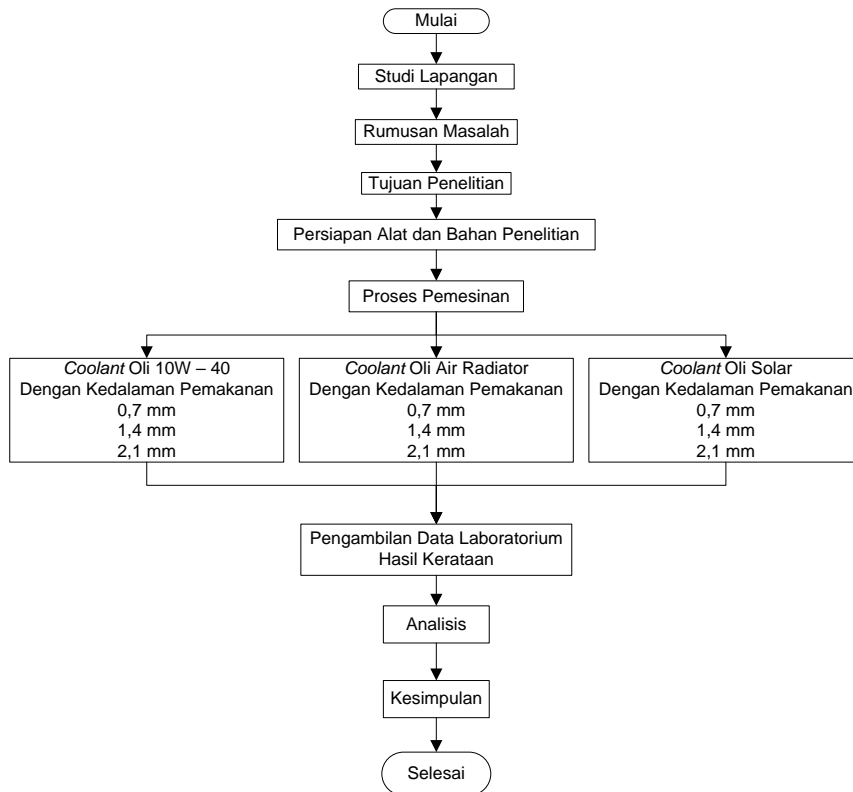 Mulai
Studi Lapangan
Rumusan Masalah
Tujuan Penelitian
Persiapan Alat dan Bahan Penelitian
Proses Pemesinan
Coolant Oli 10W – 40
Dengan Kedalaman Pemakanan
0,7 mm
1,4 mm
2,1 mm
Coolant Oli Air Radiator
Dengan Kedalaman Pemakanan
0,7 mm
1,4 mm
2,1 mm
Coolant Oli Solar
Dengan Kedalaman Pemakanan
0,7 mm
1,4 mm
2,1 mm
Pengambilan Data Laboratorium
Hasil Kerataan
Analisis
Kesimpulan
Selesai